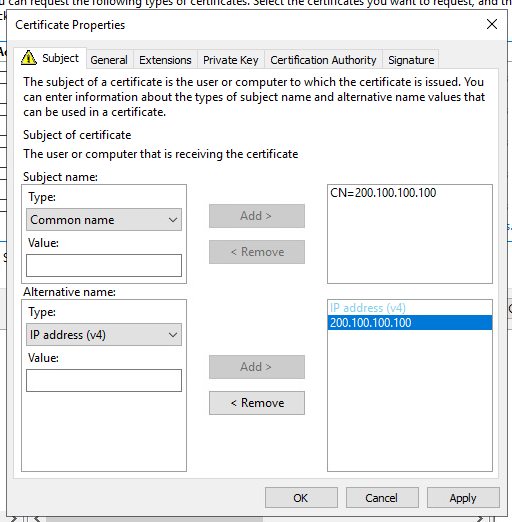 can request the following types of certificates. Select the certificates you want to request, and th
Certificate Properties
Subject
General
Extensions
Private Key
Certification Authority
Signature
The subject of a certificate is the user or computer to which the certificate is issued. You
can enter information about the types of subject name and alternative name values that
can be used in a certificate.
Subject of certificate
The user or computer that is receiving the certificate
Subject name:
Type:
Common name
Value:
Add >
< Remove
CN=200.100.100.100
Alternative name:
Type:
IP address (v4)
Value:
Add >
< Remove
IP address (v4)
200.100.100.100
OK
Cancel
Apply